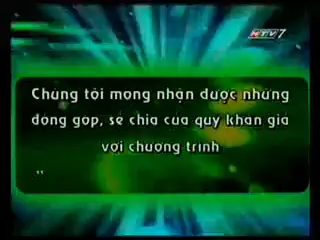 HTV7
Chúng tôi mong nhận được những
đóng góp, sẻ chia của quý khán giả
với chương trình